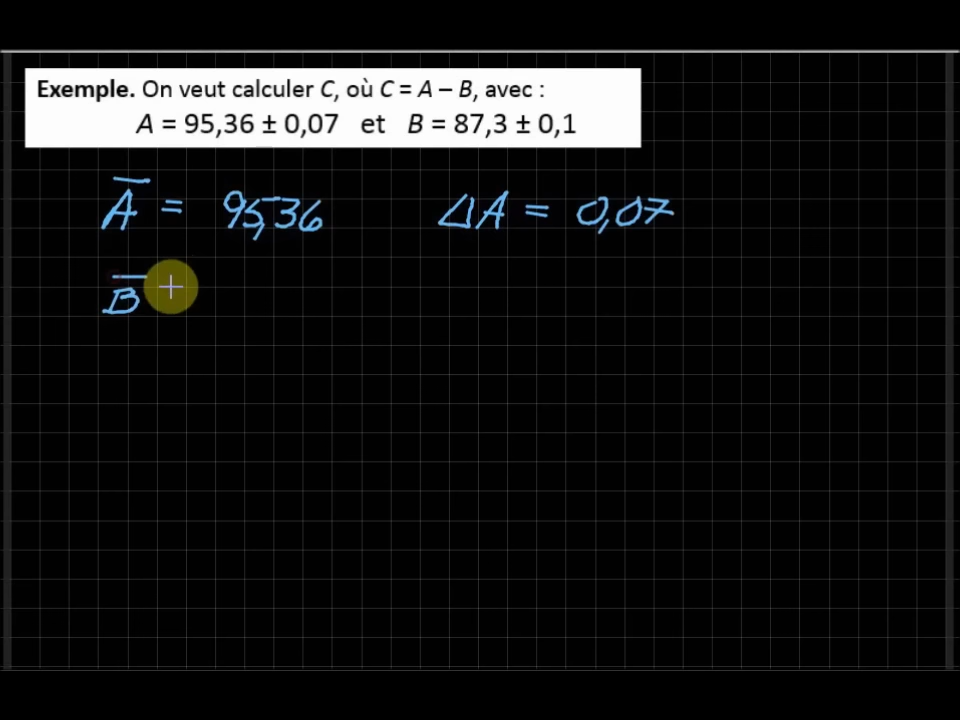 Exemple. On veut calculer C, où C = A – B, avec :
A = 95,36 ± 0,07 et B = 87,3 ± 0,1
A̅ = 95,36 ΔA = 0,07
B̅